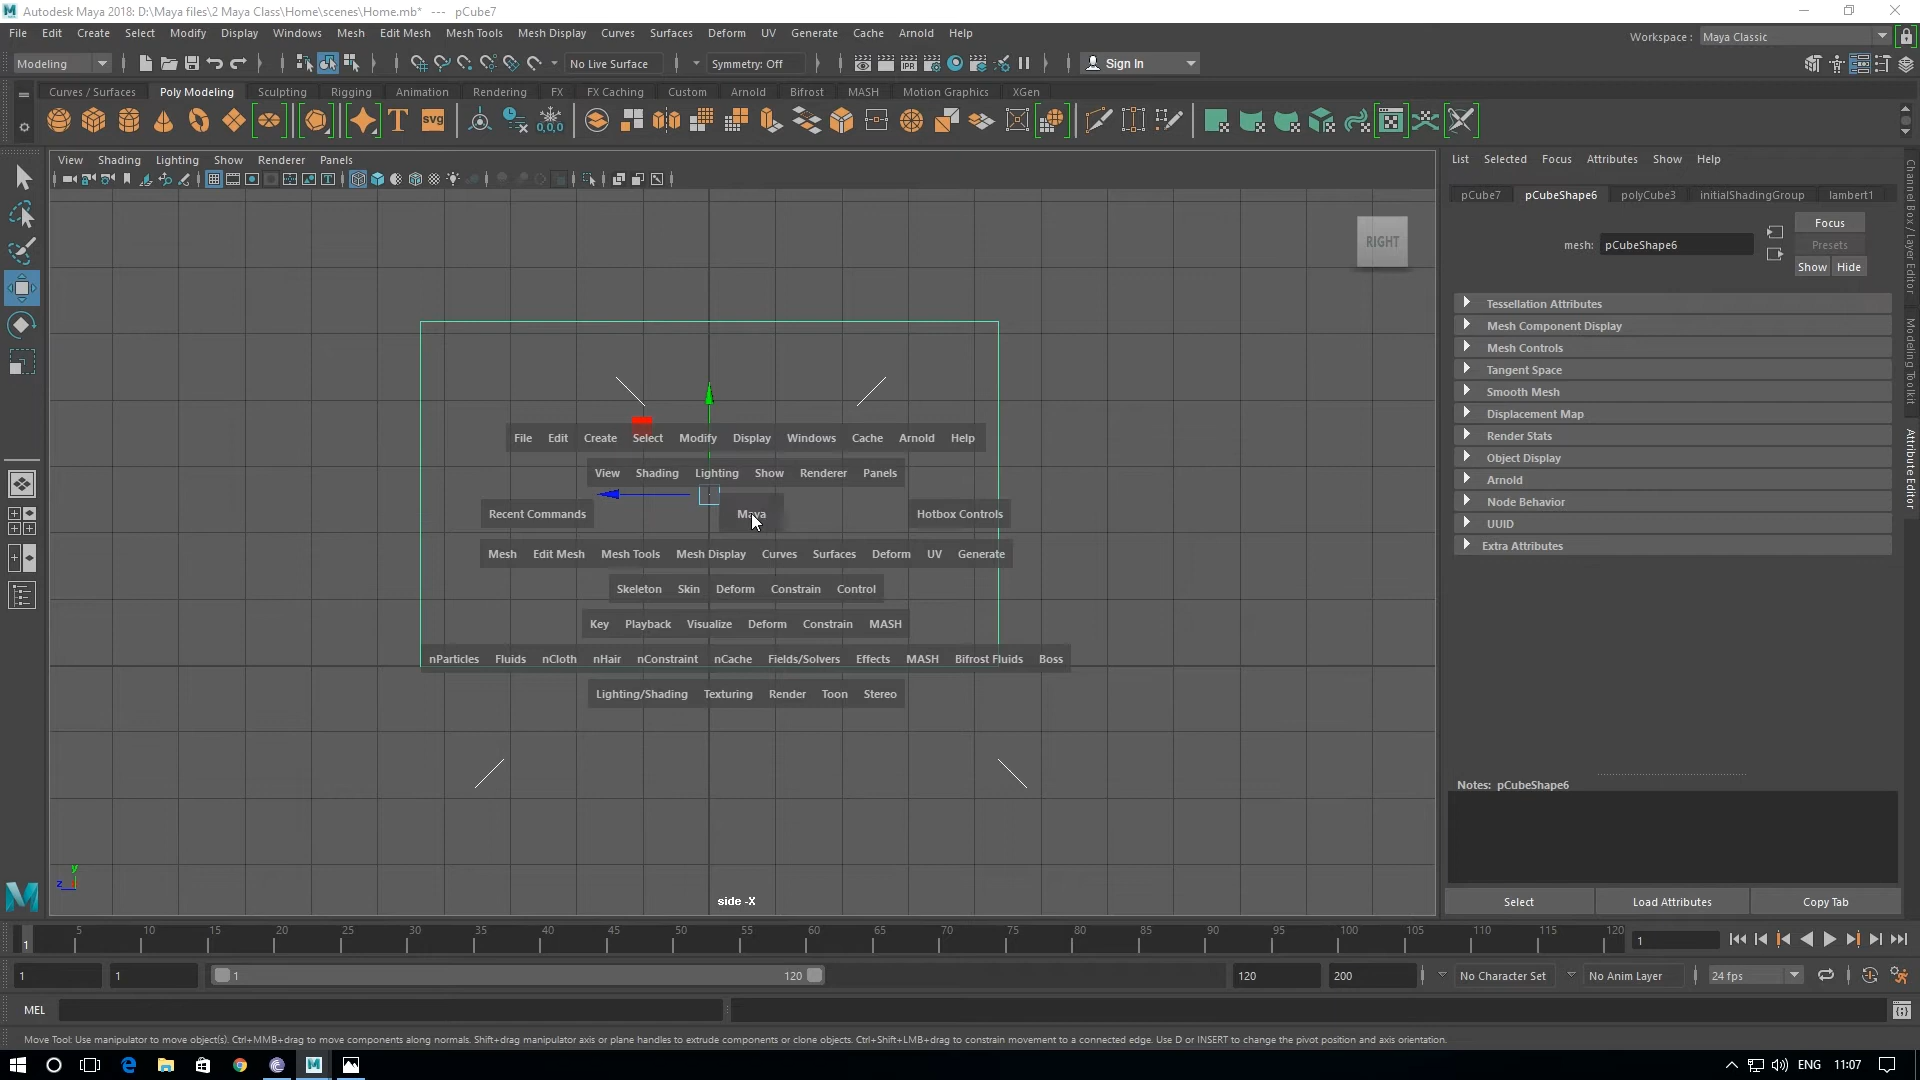 Autodesk Maya 2018: D:\Maya files\2 Maya Class\Home\scenes\Home.mb* --- pCube7
File Edit Create Select Modify Display Windows Mesh Edit Mesh Mesh Tools Mesh Display Curves Surfaces Deform UV Generate Cache Arnold Help
Workspace : Maya Classic
Modeling No Live Surface Symmetry: Off Sign In
Curves / Surfaces Poly Modeling Sculpting Rigging Animation Rendering FX FX Caching Custom Arnold Bifrost MASH Motion Graphics XGen
T svg IPR 0,0,0
View Shading Lighting Show Renderer Panels
RIGHT
File Edit Create Select Modify Display Windows Cache Arnold Help
View Shading Lighting Show Renderer Panels
Recent Commands Maya Hotbox Controls
Mesh Edit Mesh Mesh Tools Mesh Display Curves Surfaces Deform UV Generate
Skeleton Skin Deform Constrain Control
Key Playback Visualize Deform Constrain MASH
nParticles Fluids nCloth nHair nConstraint nCache Fields/Solvers Effects MASH Bifrost Fluids Boss
Lighting/Shading Texturing Render Toon Stereo
y
z
side -X
List Selected Focus Attributes Show Help
pCube7 pCubeShape6 polyCube3 initialShadingGroup lambert1
mesh: pCubeShape6
Focus
Presets
Show Hide
Tessellation Attributes
Mesh Component Display
Mesh Controls
Tangent Space
Smooth Mesh
Displacement Map
Render Stats
Object Display
Arnold
Node Behavior
UUID
Extra Attributes
Notes: pCubeShape6
Select Load Attributes Copy Tab
Channel Box / Layer Editor
Modeling Toolkit
Attribute Editor
1 5 10 15 20 25 30 35 40 45 50 55 60 65 70 75 80 85 90 95 100 105 110 115 120 1
1 1 1 120 120 200 No Character Set No Anim Layer 24 fps
MEL
Move Tool: Use manipulator to move object(s). Ctrl+MMB+drag to move components along normals. Shift+drag manipulator axis or plane handles to extrude components or clone objects. Ctrl+Shift+LMB+drag to constrain movement to a connected edge. Use D or INSERT to change the pivot position and axis orientation.
ENG 11:07